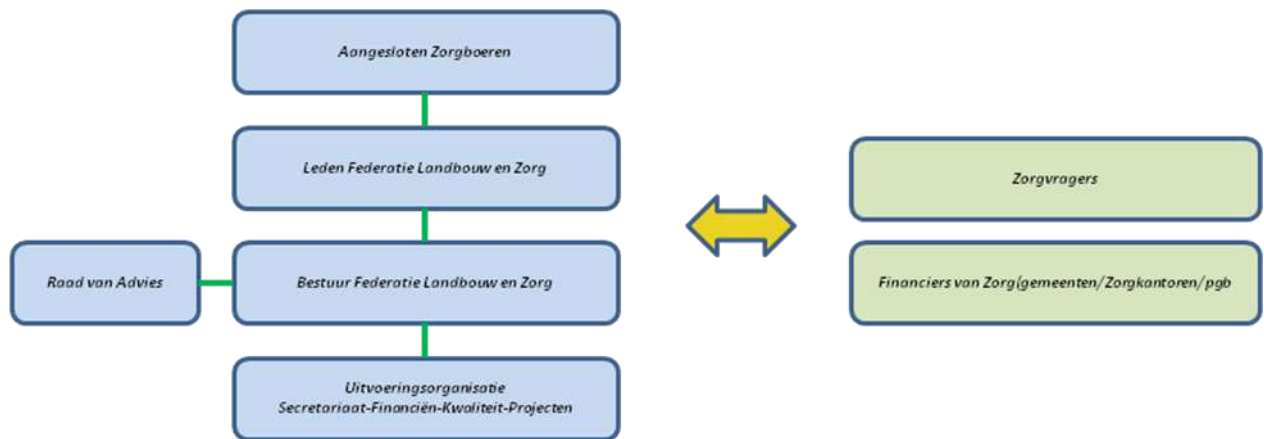 Aangesloten Zorgboeren
Leden Federatie Landbouw en Zorg
Zorgvragers
Raad van Advies
Bestuur Federatie Landbouw en Zorg
Financiers van Zorg(gemeenten/Zorgkantoren/pgb
Uitvoeringsorganisatie
Secretariaat-Financiën-Kwaliteit-Projecten